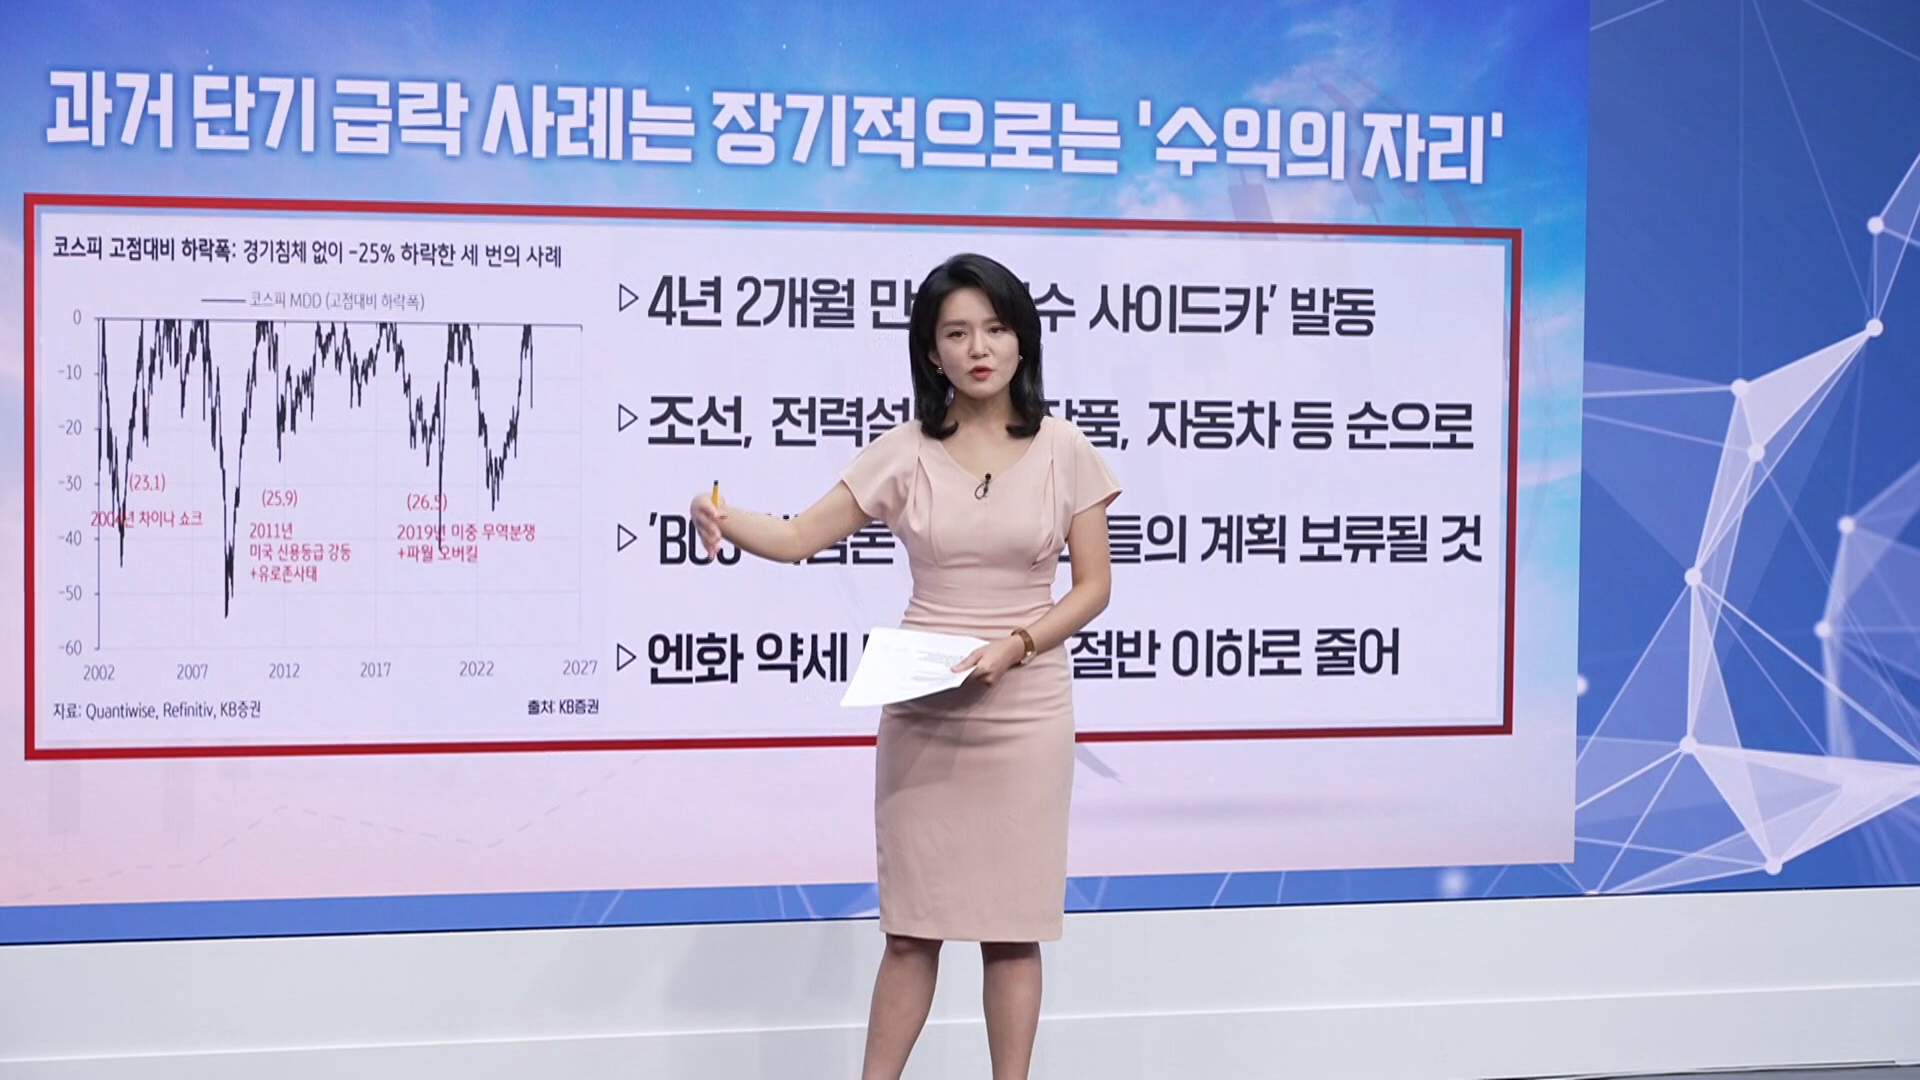 과거 단기 급락 사례는 장기적으로는 '수익의 자리'
코스피 고점대비 하락폭: 경기침체 없이 -25% 하락한 세 번의 사례
코스피 MDD (고점대비 하락폭)
0
-10
-20
-30
-40
-50
-60
2002 2007 2012 2017 2022 2027
(23.1)
2004년 차이나 쇼크
(25.9)
2011년
미국 신용등급 강등
+유로존사태
(26.5)
2019년 미중 무역분쟁
+파월 오버킬
자료: Quantiwise, Refinitiv, KB증권
출처: KB증권
▷ 4년 2개월 만 사이드카' 발동
▷ 조선, 자동차 등 순으로
▷ 계획 보류될 것
▷ 엔화 약세 절반 이하로 줄어